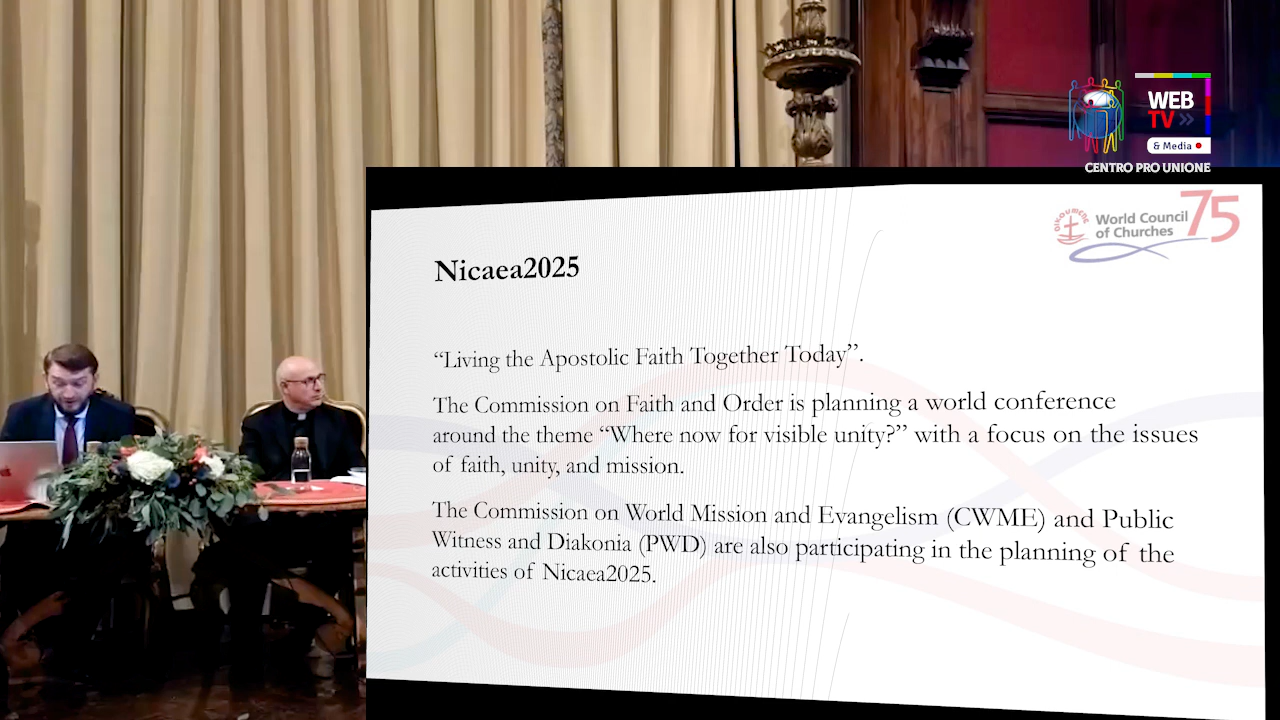 WEB
TV
& Media
CENTRO PRO UNIONE
OIKOUMENE
World Council
of Churches
75
Nicaea2025
“Living the Apostolic Faith Together Today”.
The Commission on Faith and Order is planning a world conference
around the theme “Where now for visible unity?” with a focus on the issues
of faith, unity, and mission.
The Commission on World Mission and Evangelism (CWME) and Public
Witness and Diakonia (PWD) are also participating in the planning of the
activities of Nicaea2025.